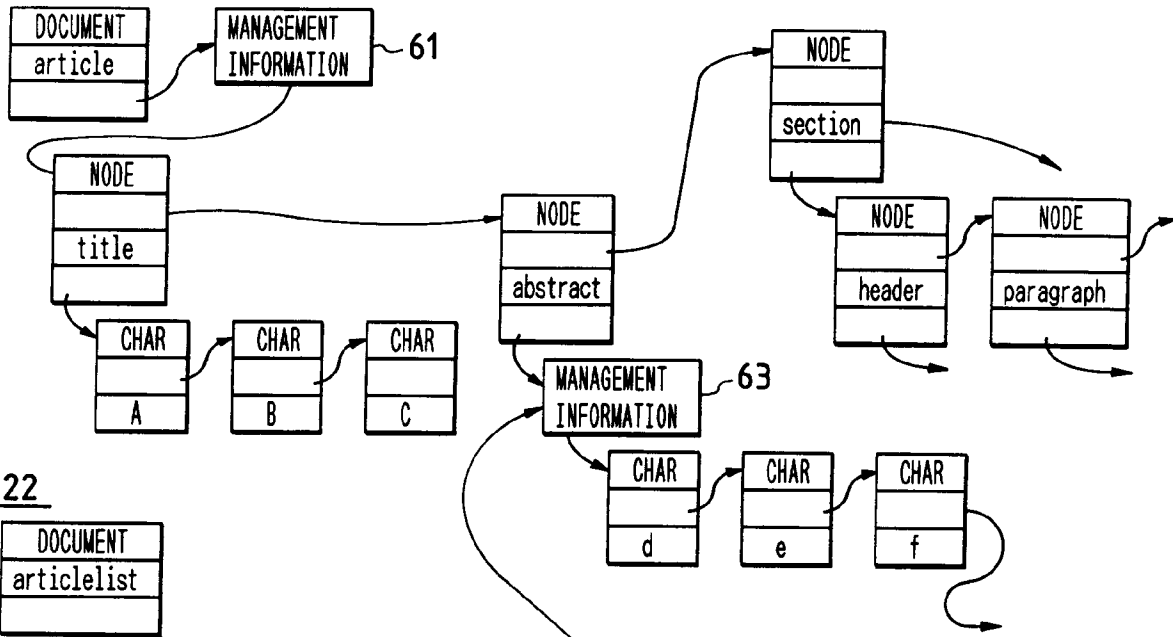 DOCUMENT
article
MANAGEMENT
INFORMATION
61
NODE
section
NODE
title
NODE
abstract
NODE
header
NODE
paragraph
CHAR
A
CHAR
B
CHAR
C
MANAGEMENT
INFORMATION
63
CHAR
d
CHAR
e
CHAR
f
22
DOCUMENT
articlelist